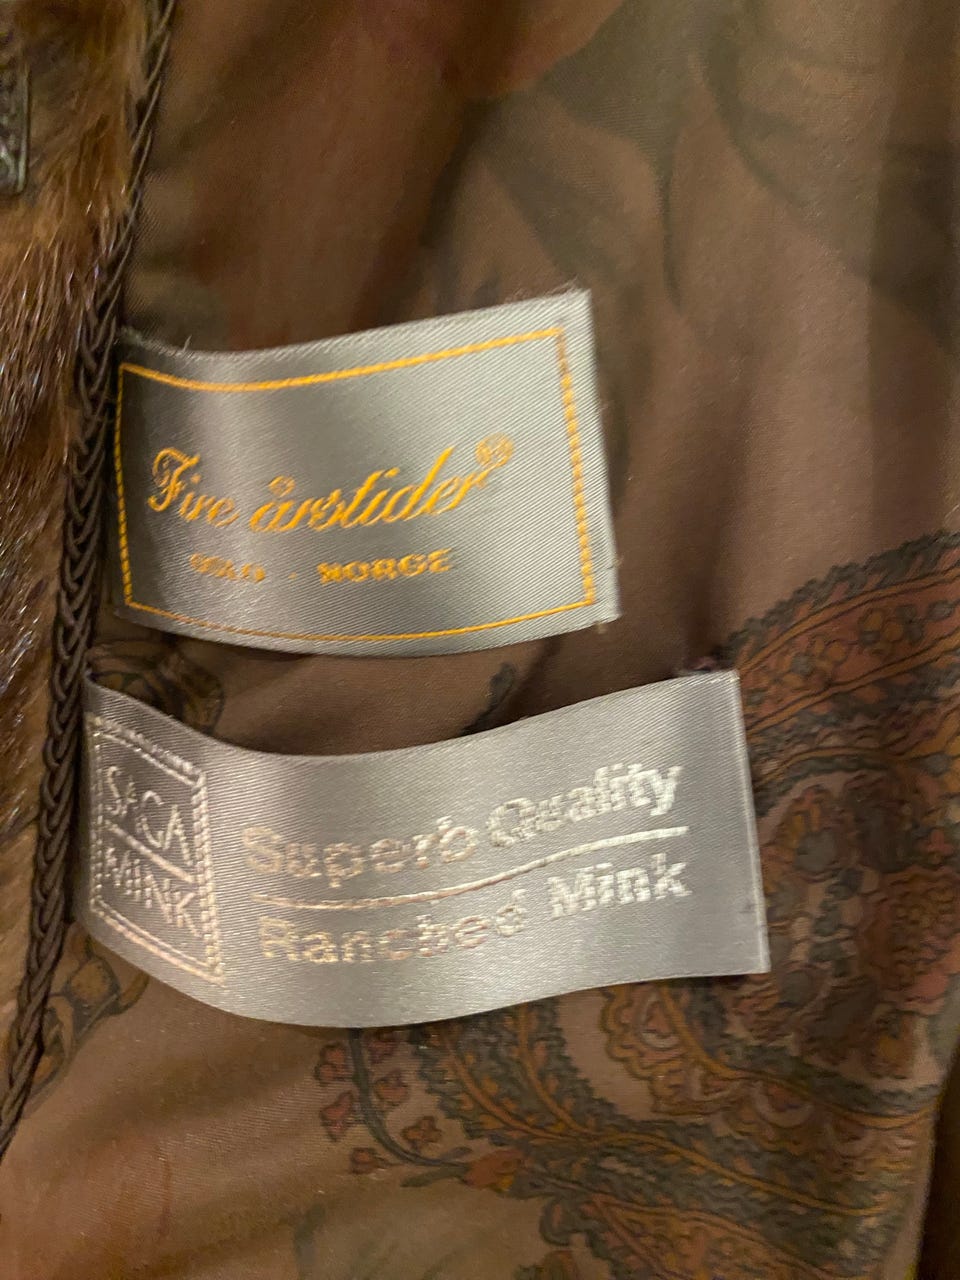 Fire årstider®
OSLO - NORGE
SAGA
MINK
Superb Quality
Ranched Mink